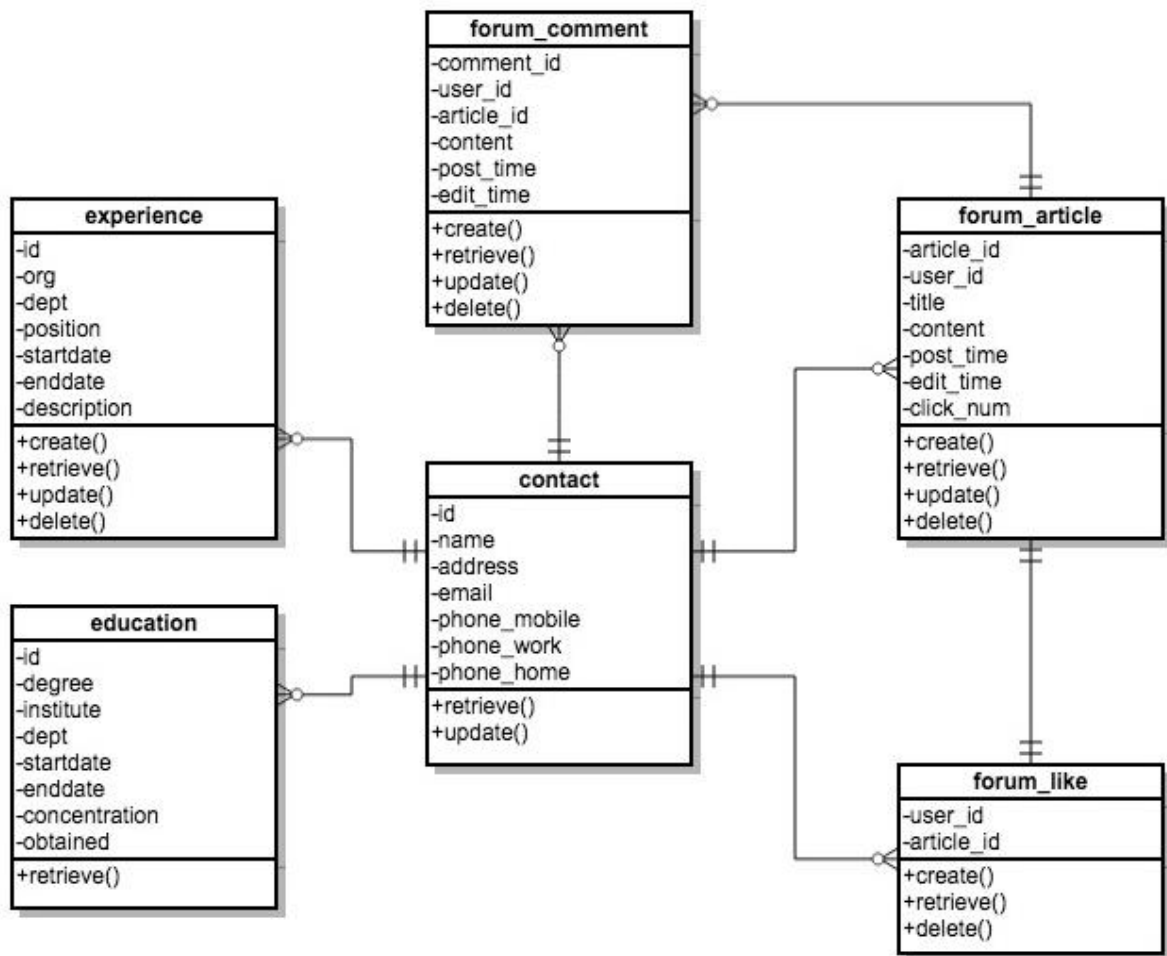 forum_comment
-comment_id
-user_id
-article_id
-content
-post_time
-edit_time
+create()
+retrieve()
+update()
+delete()
experience
-id
-org
-dept
-position
-startdate
-enddate
-description
+create()
+retrieve()
+update()
+delete()
forum_article
-article_id
-user_id
-title
-content
-post_time
-edit_time
-click_num
+create()
+retrieve()
+update()
+delete()
contact
-id
-name
-address
-email
-phone_mobile
-phone_work
-phone_home
+retrieve()
+update()
education
-id
-degree
-institute
-dept
-startdate
-enddate
-concentration
-obtained
+retrieve()
forum_like
-user_id
-article_id
+create()
+retrieve()
+delete()